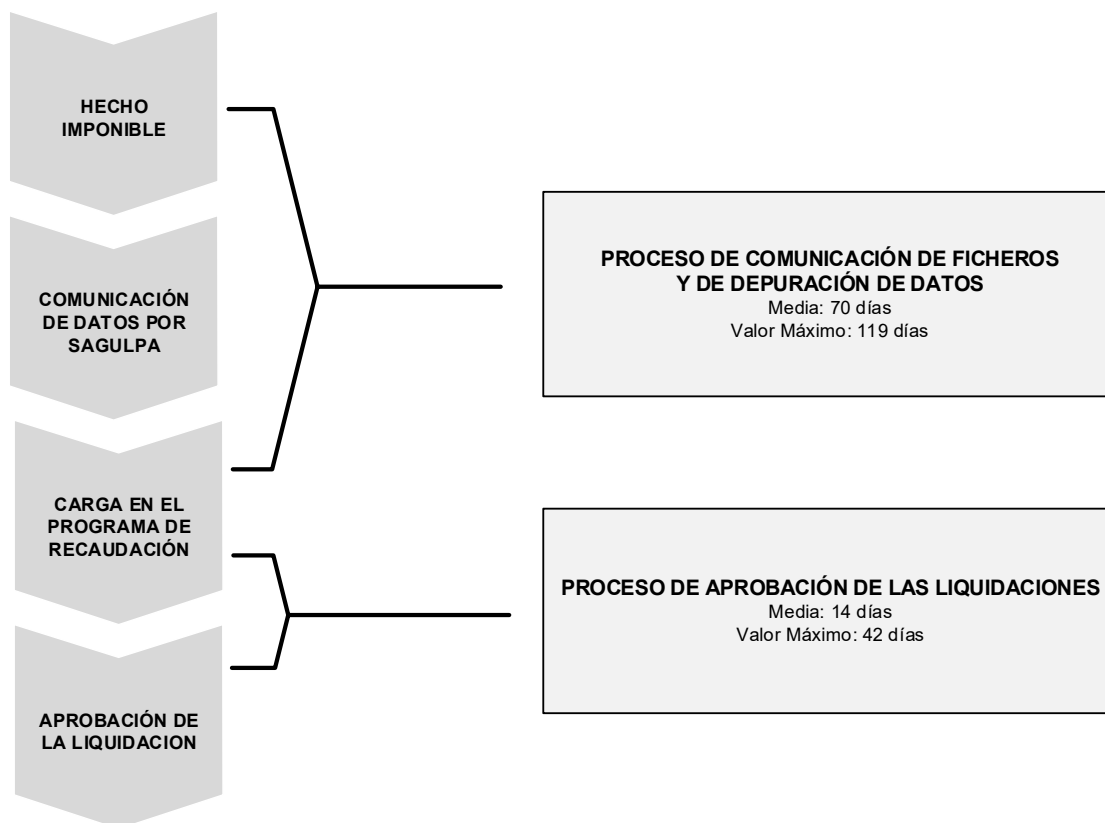 HECHO
IMPONIBLE
COMUNICACIÓN
DE DATOS POR
SAGULPA
CARGA EN EL
PROGRAMA DE
RECAUDACIÓN
APROBACIÓN DE
LA LIQUIDACION
PROCESO DE COMUNICACIÓN DE FICHEROS
Y DE DEPURACIÓN DE DATOS
Media: 70 días
Valor Máximo: 119 días
PROCESO DE APROBACIÓN DE LAS LIQUIDACIONES
Media: 14 días
Valor Máximo: 42 días